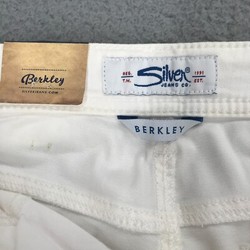 Berkley
SILVERJEANS.COM
REG. T.M.
Silver
JEANS CO.
1991 EST.
BERKLEY